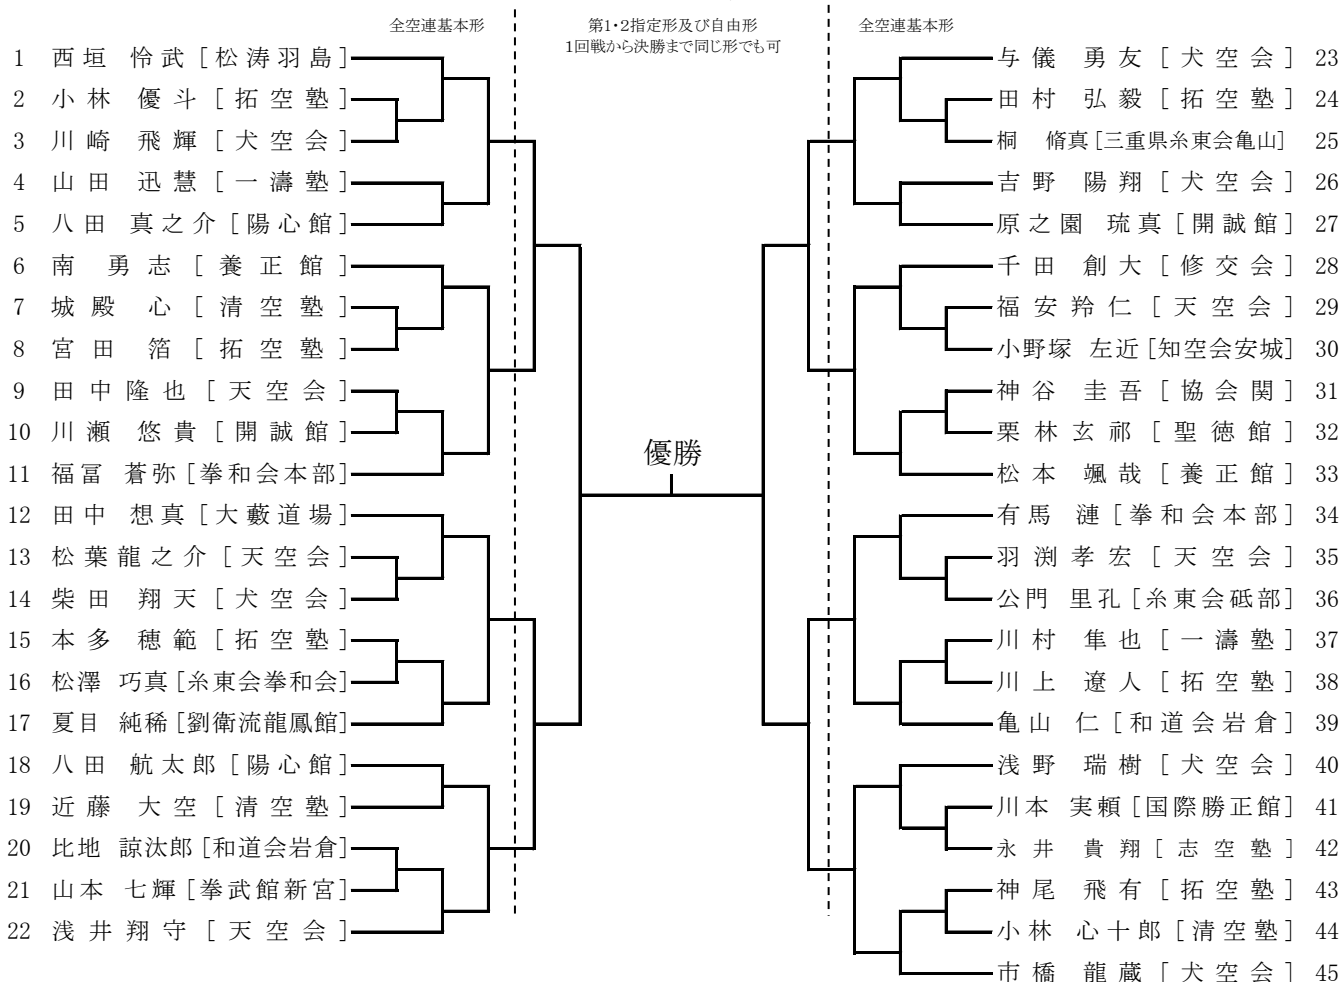 全空連基本形
第1・2指定形及び自由形
1回戦から決勝まで同じ形でも可
全空連基本形
1 西垣 怜武 [松涛羽島]
2 小林 優斗 [拓空塾]
3 川崎 飛輝 [犬空会]
4 山田 迅慧 [一濤塾]
5 八田 真之介 [陽心館]
6 南 勇志 [養正館]
7 城殿 心 [清空塾]
8 宮田 箔 [拓空塾]
9 田中隆也 [天空会]
10 川瀬 悠貴 [開誠館]
11 福冨 蒼弥 [拳和会本部]
12 田中 想真 [大藪道場]
13 松葉龍之介 [天空会]
14 柴田 翔天 [犬空会]
15 本多 穂範 [拓空塾]
16 松澤 巧真 [糸東会拳和会]
17 夏目 純稀 [劉衛流龍鳳館]
18 八田 航太郎 [陽心館]
19 近藤 大空 [清空塾]
20 比地 諒汰郎 [和道会岩倉]
21 山本 七輝 [拳武館新宮]
22 浅井翔守 [天空会]
優勝
与儀 勇友 [犬空会] 23
田村 弘毅 [拓空塾] 24
桐 脩真 [三重県糸東会亀山] 25
吉野 陽翔 [犬空会] 26
原之園 琉真 [開誠館] 27
千田 創大 [修交会] 28
福安羚仁 [天空会] 29
小野塚 左近 [知空会安城] 30
神谷 圭吾 [協会関] 31
栗林玄祁 [聖徳館] 32
松本 颯哉 [養正館] 33
有馬 漣 [拳和会本部] 34
羽渕孝宏 [天空会] 35
公門 里孔 [糸東会砥部] 36
川村 隼也 [一濤塾] 37
川上 遼人 [拓空塾] 38
亀山 仁 [和道会岩倉] 39
浅野 瑞樹 [犬空会] 40
川本 実頼 [国際勝正館] 41
永井 貴翔 [志空塾] 42
神尾 飛有 [拓空塾] 43
小林 心十郎 [清空塾] 44
市橋 龍蔵 [犬空会] 45